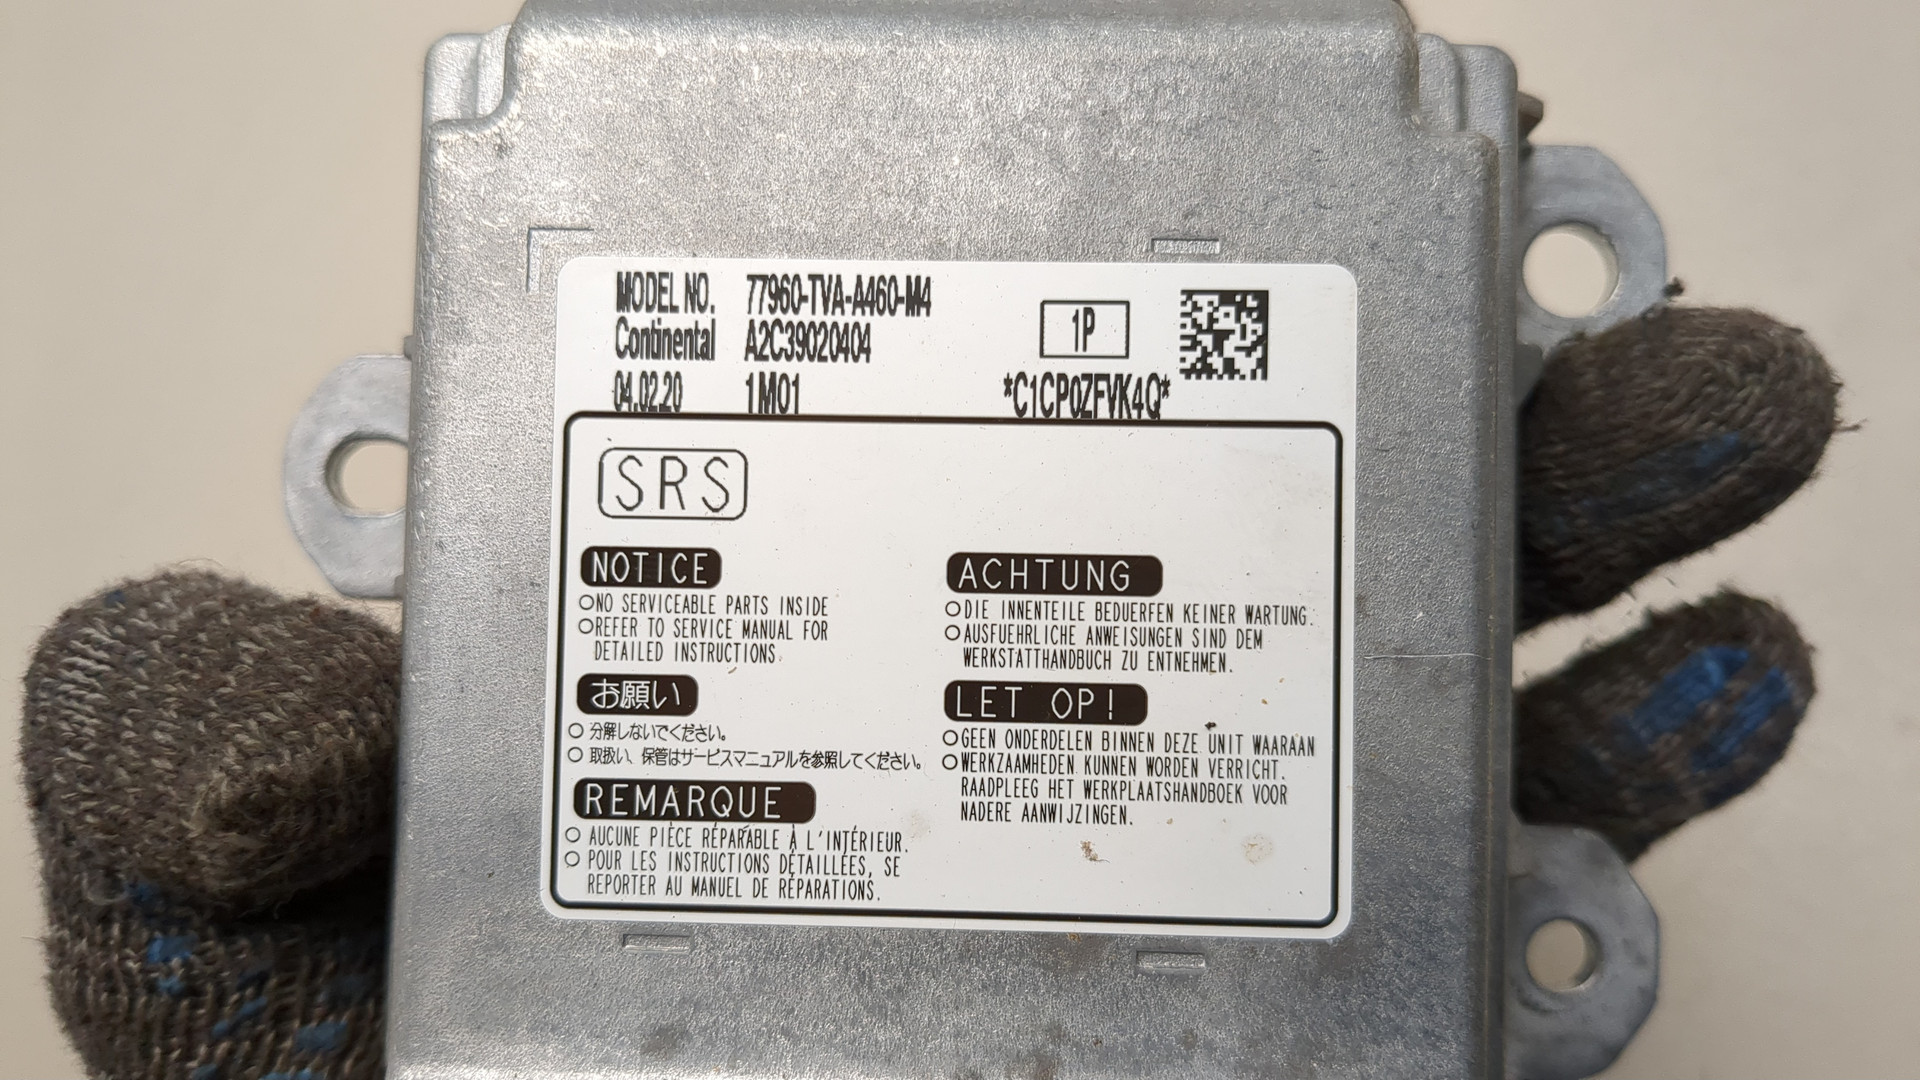 MODEL NO. 77960-TVA-A460-M4
Continental A2C39020404
04.02.20 1M01
1P
*C1CP0ZFVK4Q*
SRS
NOTICE
○NO SERVICEABLE PARTS INSIDE
○REFER TO SERVICE MANUAL FOR
DETAILED INSTRUCTIONS.
お願い
○ 分解しないでください。
○ 取扱い、保管はサービスマニュアルを参照してください。
REMARQUE
○ AUCUNE PIÈCE RÉPARABLE À L'INTÉRIEUR.
○ POUR LES INSTRUCTIONS DÉTAILLÉES, SE
REPORTER AU MANUEL DE RÉPARATIONS.
ACHTUNG
○DIE INNENTEILE BEDUERFEN KEINER WARTUNG.
○AUSFUEHRLICHE ANWEISUNGEN SIND DEM
WERKSTATTHANDBUCH ZU ENTNEHMEN.
LET OP!
○GEEN ONDERDELEN BINNEN DEZE UNIT WAARAAN
○WERKZAAMHEDEN KUNNEN WORDEN VERRICHT.
RAADPLEEG HET WERKPLAATSHANDBOEK VOOR
NADERE AANWIJZINGEN.